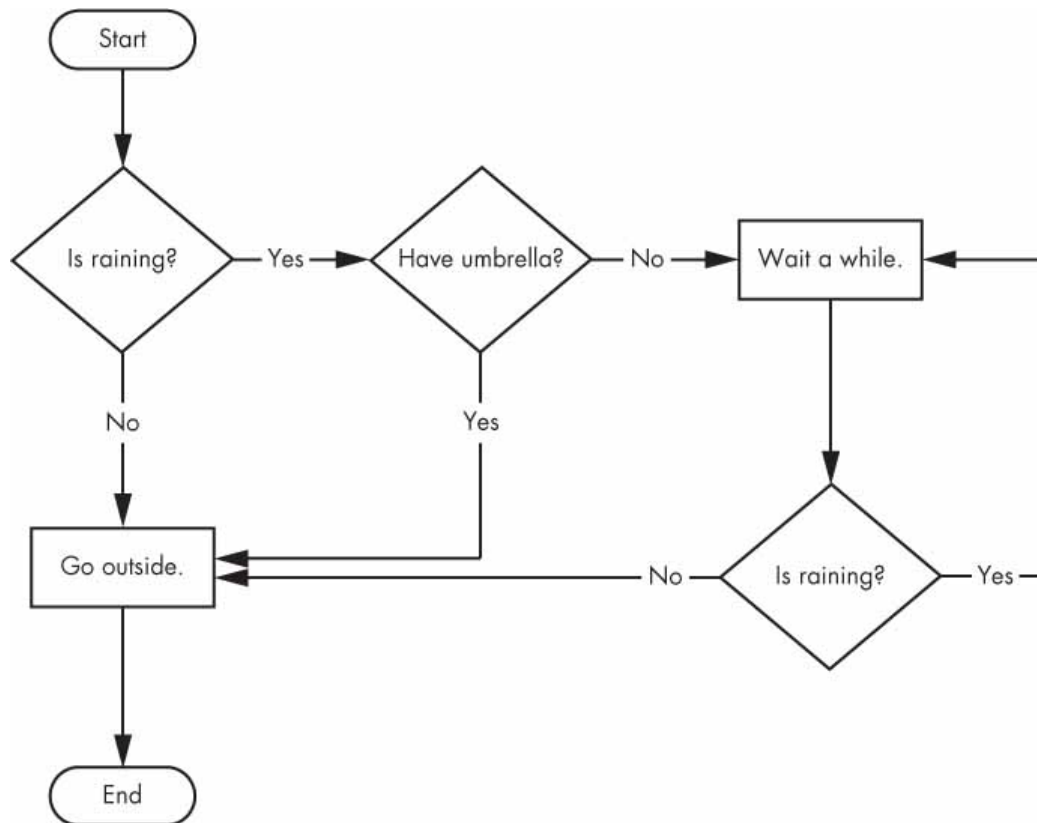 Start
Is raining?
Yes
Have umbrella?
No
Wait a while.
No
Yes
Go outside.
No
Is raining?
Yes
End